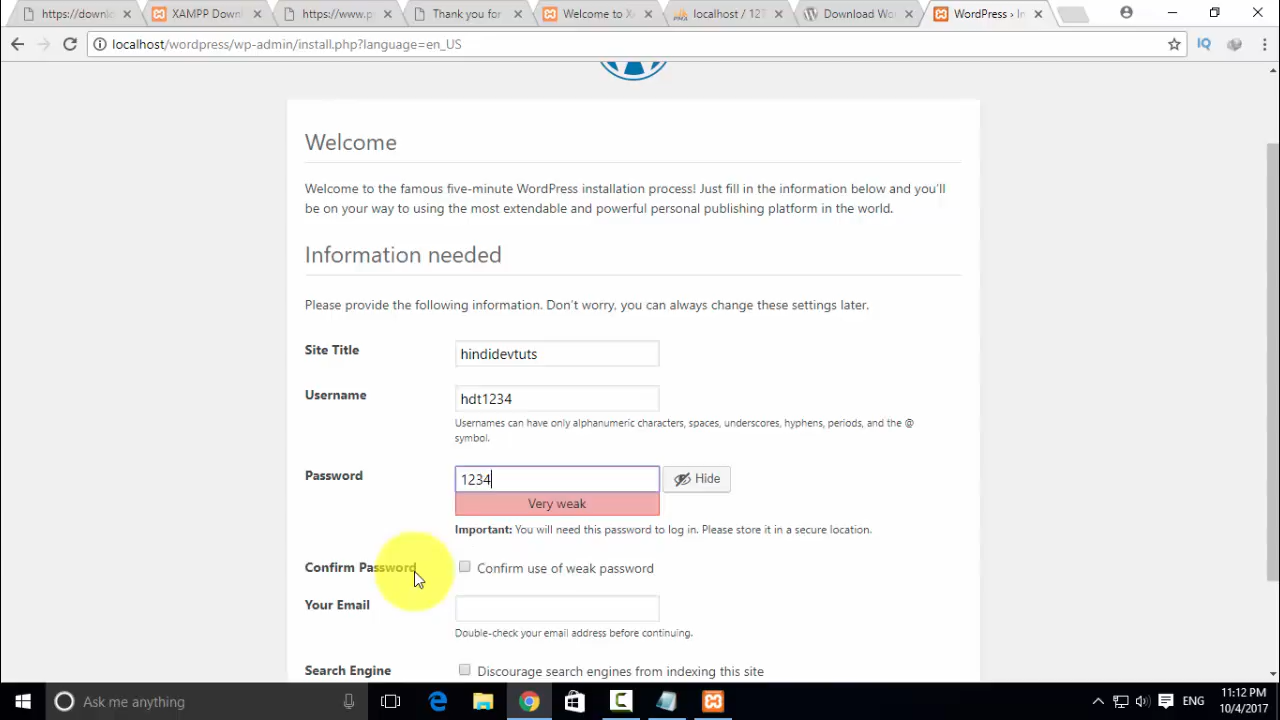 https://downlo
XAMPP Downl
https://www.p
Thank you for
Welcome to X
localhost / 127
Download Wo
WordPress › In
localhost/wordpress/wp-admin/install.php?language=en_US
Welcome
Welcome to the famous five-minute WordPress installation process! Just fill in the information below and you'll
be on your way to using the most extendable and powerful personal publishing platform in the world.
Information needed
Please provide the following information. Don't worry, you can always change these settings later.
Site Title
hindidevtuts
Username
hdt1234
Usernames can have only alphanumeric characters, spaces, underscores, hyphens, periods, and the @
symbol.
Password
1234
Hide
Very weak
Important: You will need this password to log in. Please store it in a secure location.
Confirm Password
Confirm use of weak password
Your Email
Double-check your email address before continuing.
Search Engine
Discourage search engines from indexing this site
Ask me anything
ENG
11:12 PM
10/4/2017